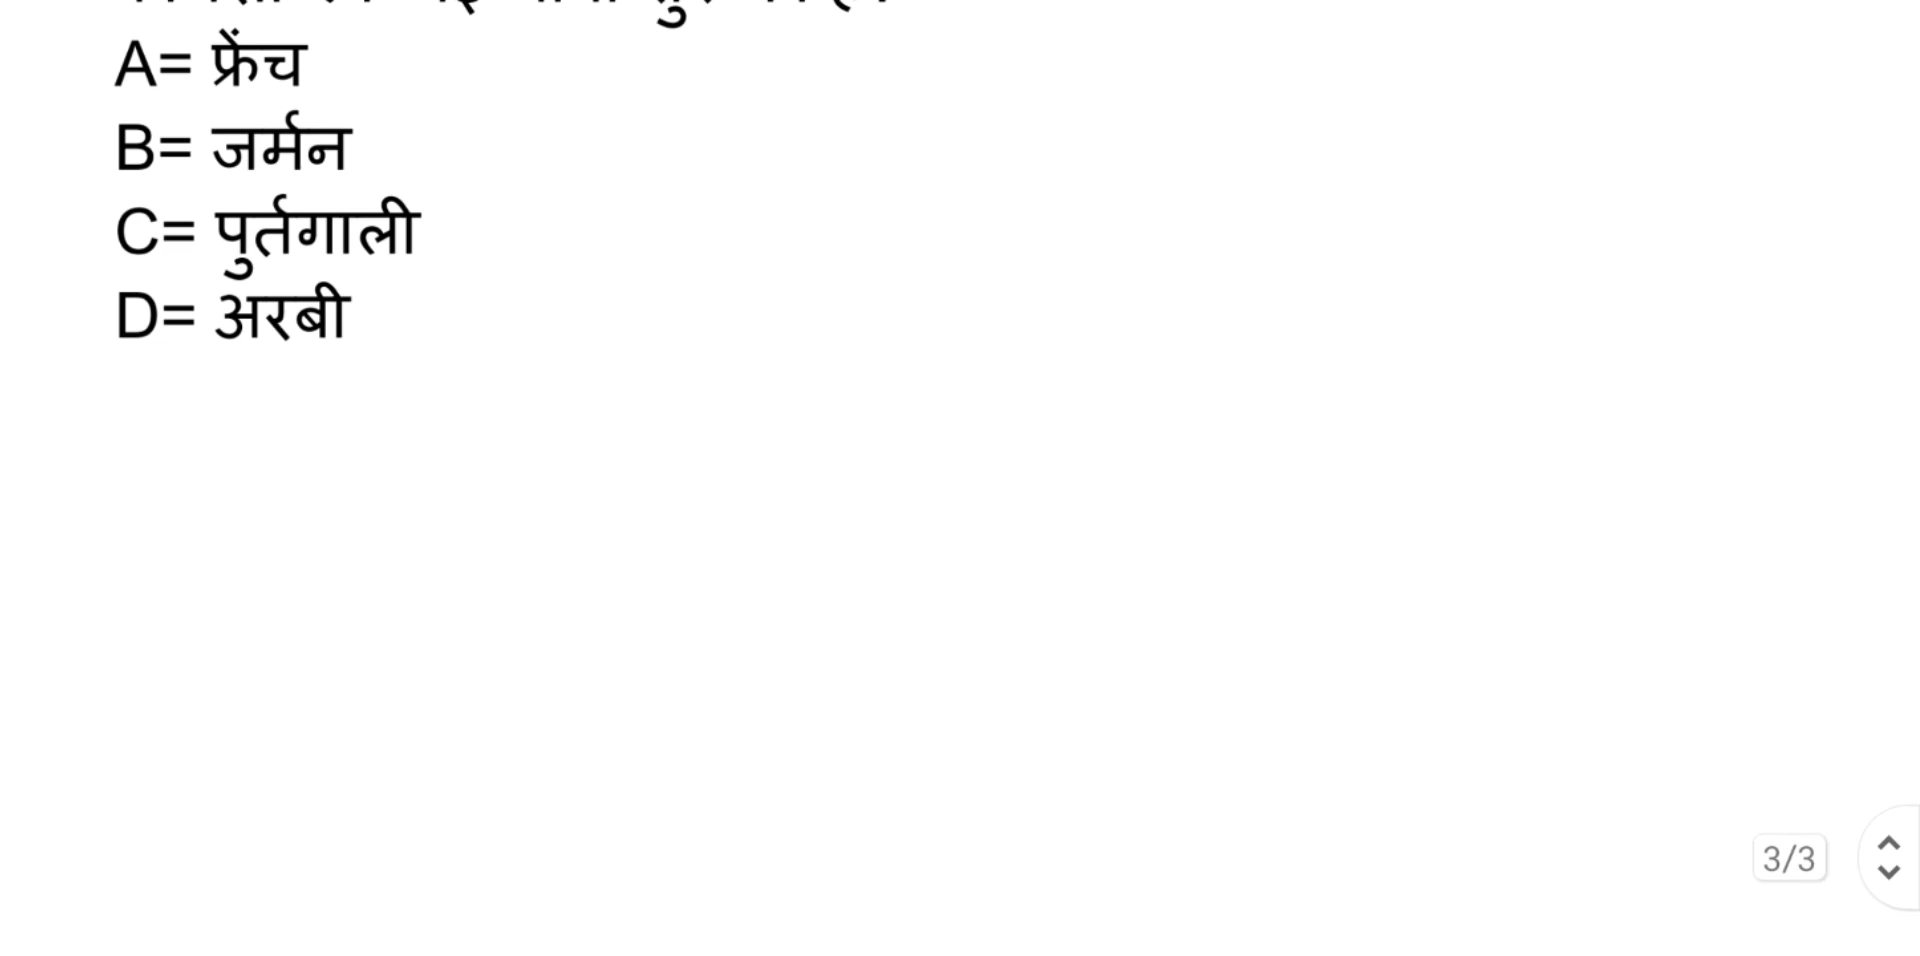 A= फ्रेंच
B= जर्मन
C= पुर्तगाली
D= अरबी
3/3